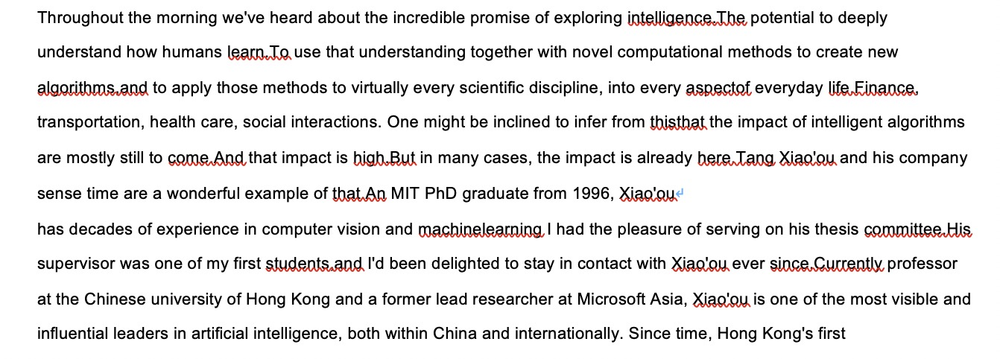 Throughout the morning we've heard about the incredible promise of exploring intelligence.The potential to deeply
understand how humans learn.To use that understanding together with novel computational methods to create new
algorithms,and to apply those methods to virtually every scientific discipline, into every aspectof everyday life.Finance,
transportation, health care, social interactions. One might be inclined to infer from thisthat the impact of intelligent algorithms
are mostly still to come.And that impact is high.But in many cases, the impact is already here.Tang Xiao'ou and his company
sense time are a wonderful example of that.An MIT PhD graduate from 1996, Xiao'ou
has decades of experience in computer vision and machinelearning.I had the pleasure of serving on his thesis committee.His
supervisor was one of my first students,and I'd been delighted to stay in contact with Xiao'ou ever since.Currently professor
at the Chinese university of Hong Kong and a former lead researcher at Microsoft Asia, Xiao'ou is one of the most visible and
influential leaders in artificial intelligence, both within China and internationally. Since time, Hong Kong's first